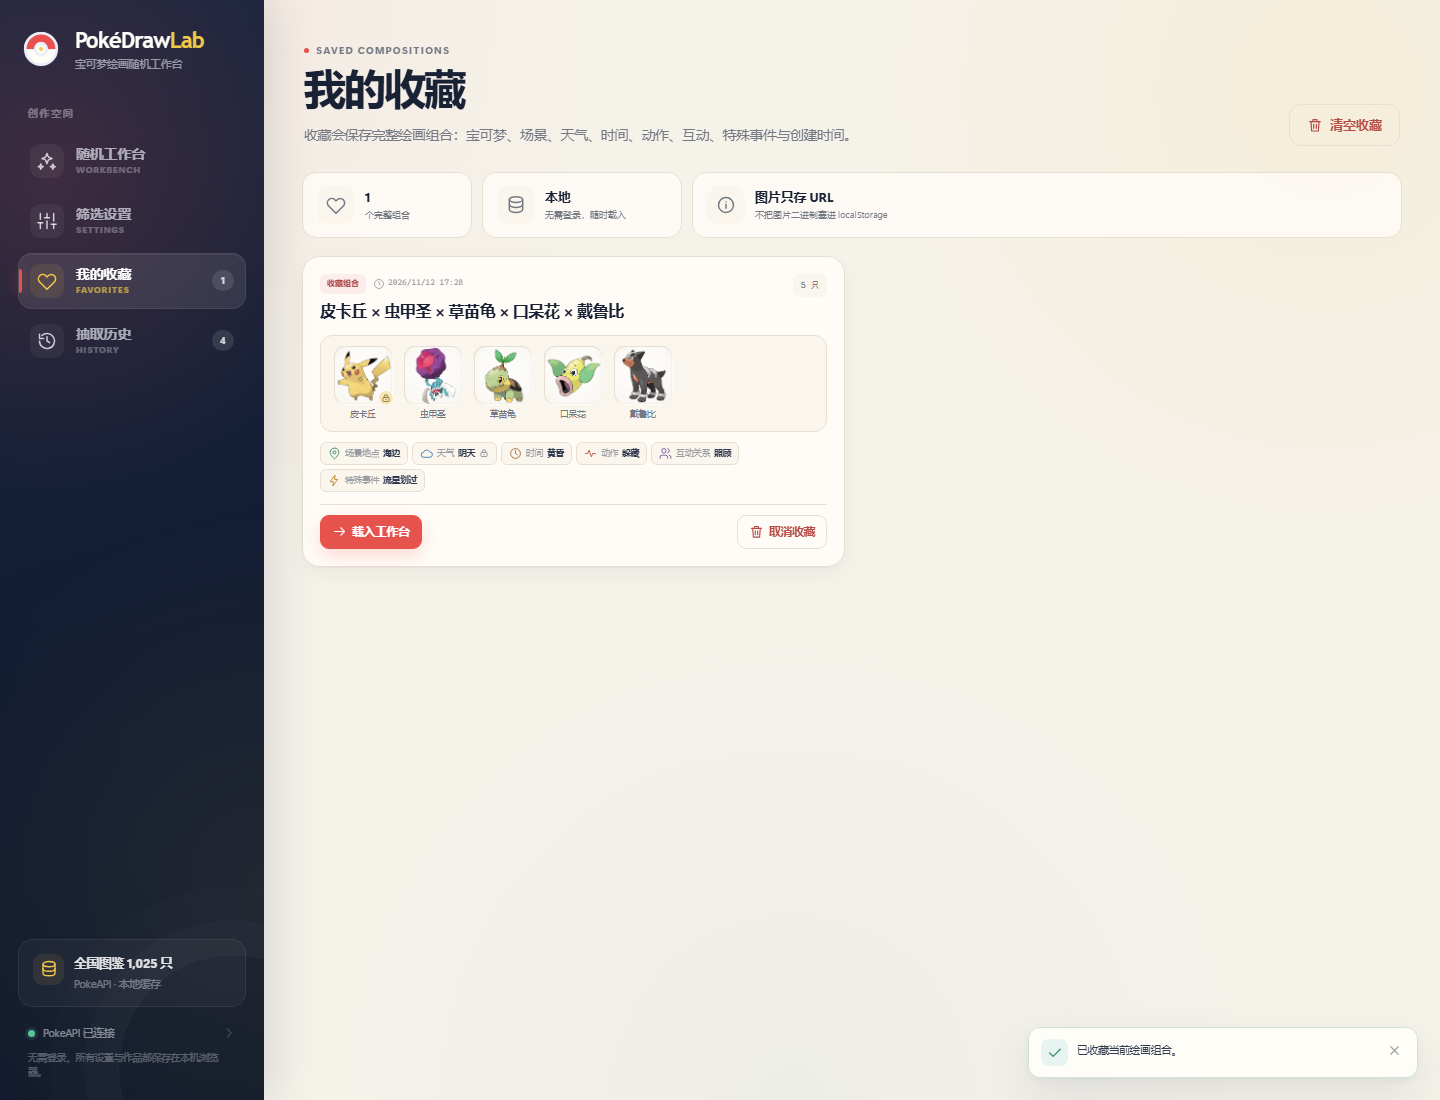 PokéDrawLab
宝可梦绘画随机工作台
创作空间
随机工作台
WORKBENCH
筛选设置
SETTINGS
我的收藏
FAVORITES
1
抽取历史
HISTORY
4
全国图鉴 1,025 只
PokeAPI · 本地缓存
PokeAPI 已连接
无需登录，所有设置与作品都保存在本机浏览
器。
SAVED COMPOSITIONS
我的收藏
收藏会保存完整绘画组合：宝可梦、场景、天气、时间、动作、互动、特殊事件与创建时间。
清空收藏
1
个完整组合
本地
无需登录，随时载入
图片只存 URL
不把图片二进制塞进 localStorage
收藏组合
2026/11/12 17:28
5 只
皮卡丘 × 虫甲圣 × 草苗龟 × 口呆花 × 戴鲁比
皮卡丘
虫甲圣
草苗龟
口呆花
戴鲁比
场景地点 海边
天气 阴天
时间 黄昏
动作 躲藏
互动关系 照顾
特殊事件 流星划过
载入工作台
取消收藏
已收藏当前绘画组合。